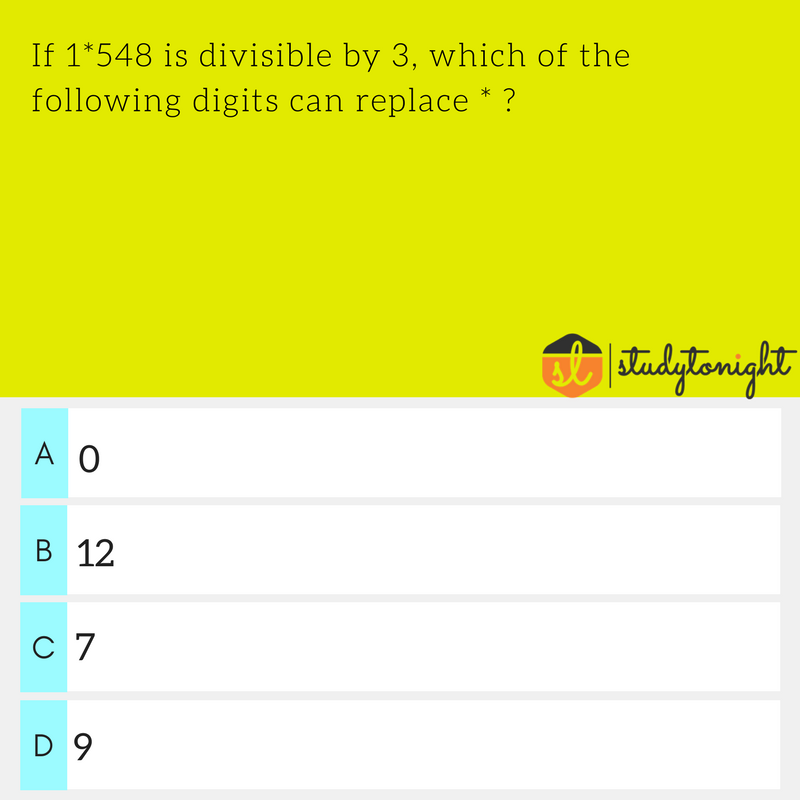 If 1*548 is divisible by 3, which of the
following digits can replace * ?
sl | studytonight
A 0
B 12
C 7
D 9